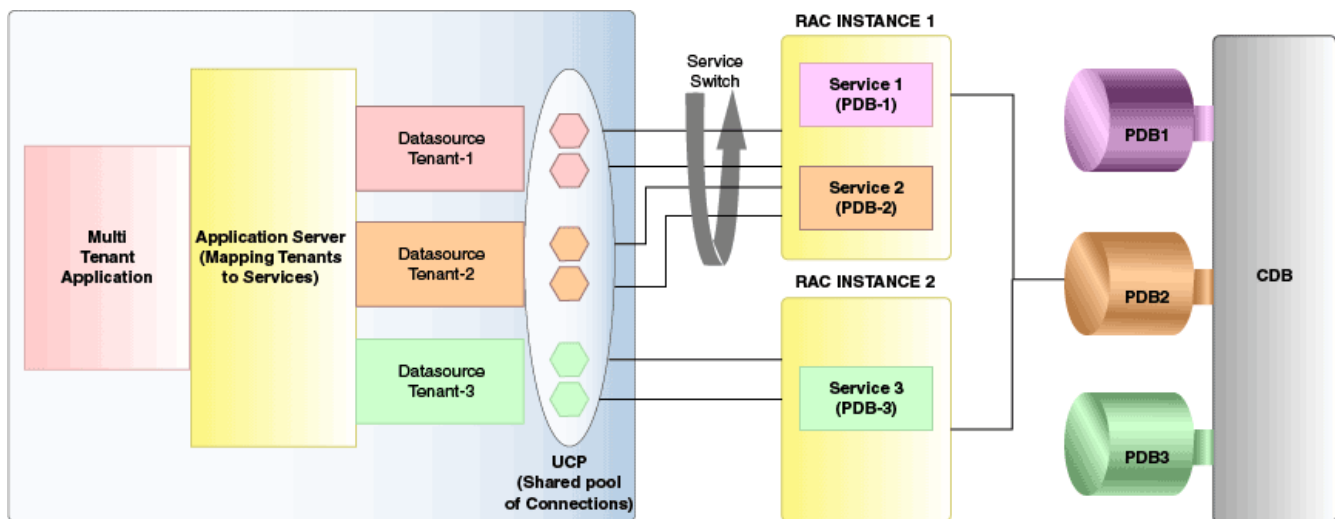 Multi
Tenant
Application
Application Server
(Mapping Tenants
to Services)
Datasource
Tenant-1
Datasource
Tenant-2
Datasource
Tenant-3
UCP
(Shared pool
of Connections)
Service
Switch
RAC INSTANCE 1
Service 1
(PDB-1)
Service 2
(PDB-2)
RAC INSTANCE 2
Service 3
(PDB-3)
PDB1
PDB2
PDB3
CDB